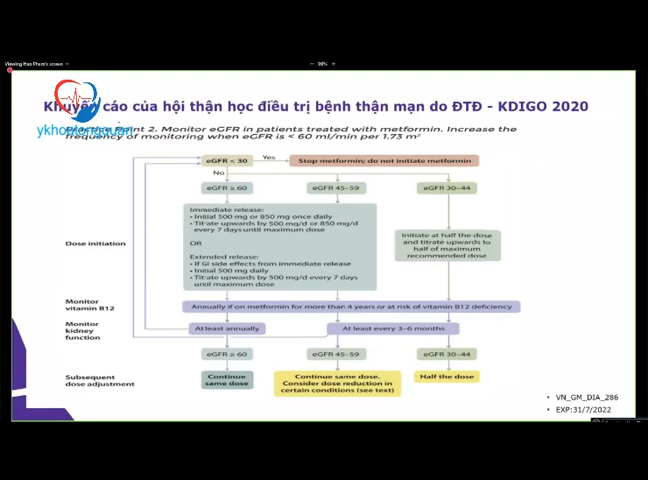 Viewing Hao Pham's screen
98%
Khuyến cáo của hội thận học điều trị bệnh thận mạn do ĐTĐ - KDIGO 2020
Point 2. Monitor eGFR in patients treated with metformin. Increase the
frequency of monitoring when eGFR is < 60 ml/min per 1.73 m²
eGFR < 30
Yes
Stop metformin; do not initiate metformin
No
eGFR ≥ 60
eGFR 45–59
eGFR 30–44
Dose initiation
Immediate release:
• Initial 500 mg or 850 mg once daily
• Titrate upwards by 500 mg/d or 850 mg/d
every 7 days until maximum dose
OR
Extended release:
• If GI side effects from immediate release
• Initial 500 mg daily
• Titrate upwards by 500 mg/d every 7 days
until maximum dose
Initiate at half the dose
and titrate upwards to
half of maximum
recommended dose
Monitor
vitamin B12
Annually if on metformin for more than 4 years or at risk of vitamin B12 deficiency
Monitor
kidney
function
At least annually
At least every 3–6 months
eGFR ≥ 60
eGFR 45–59
eGFR 30–44
Subsequent
dose adjustment
Continue
same dose
Continue same dose.
Consider dose reduction in
certain conditions (see text)
Half the dose
• VN_GM_DIA_286
• EXP:31/7/2022